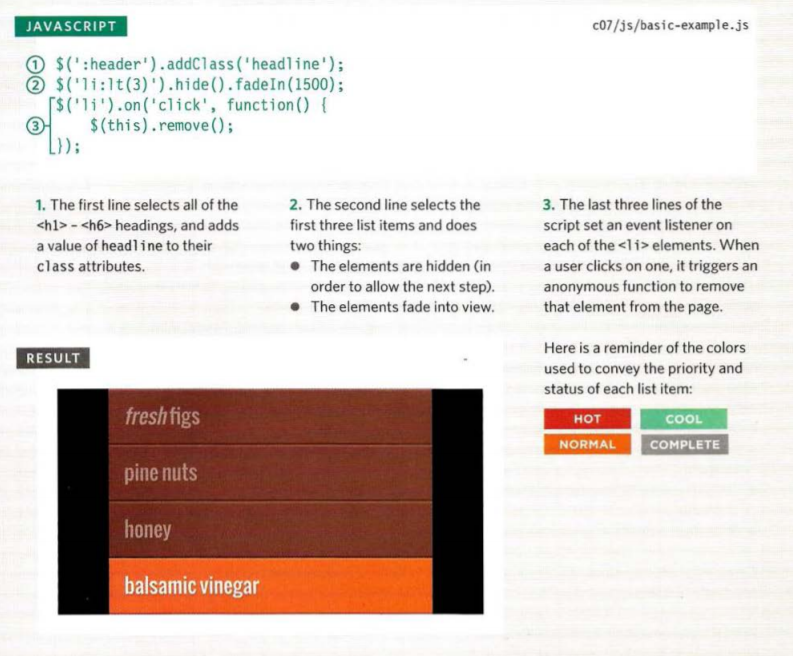 JAVASCRIPT
c07/js/basic-example.js
① $(':header').addClass('headline');
② $('li:lt(3)').hide().fadeIn(1500);
$('li').on('click', function() {
③ $(this).remove();
});
1. The first line selects all of the
<h1> – <h6> headings, and adds
a value of headline to their
class attributes.
2. The second line selects the
first three list items and does
two things:
● The elements are hidden (in
order to allow the next step).
● The elements fade into view.
3. The last three lines of the
script set an event listener on
each of the <li> elements. When
a user clicks on one, it triggers an
anonymous function to remove
that element from the page.
Here is a reminder of the colors
used to convey the priority and
status of each list item:
HOT COOL
NORMAL COMPLETE
RESULT
fresh figs
pine nuts
honey
balsamic vinegar